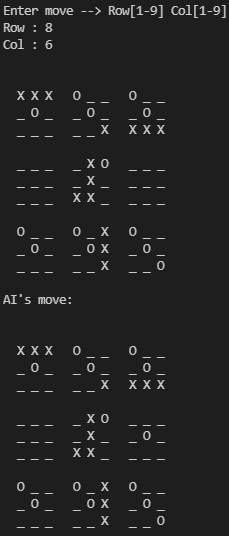 Enter move --> Row[1-9] Col[1-9]
Row : 8
Col : 6
X X X  O _ _  O _ _
_ O _  _ O _  _ O _
_ _ _  _ _ X  X X X
_ _ _  _ X O  _ _ _
_ _ _  _ X _  _ _ _
_ _ _  X X _  _ _ _
O _ _  O _ X  O _ _
_ O _  _ O X  _ O _
_ _ _  _ _ X  _ _ O
AI's move:
X X X  O _ _  O _ _
_ O _  _ O _  _ O _
_ _ _  _ _ X  X X X
_ _ _  _ X O  _ _ _
_ _ _  _ X _  _ O _
_ _ _  X X _  _ _ _
O _ _  O _ X  O _ _
_ O _  _ O X  _ O _
_ _ _  _ _ X  _ _ O